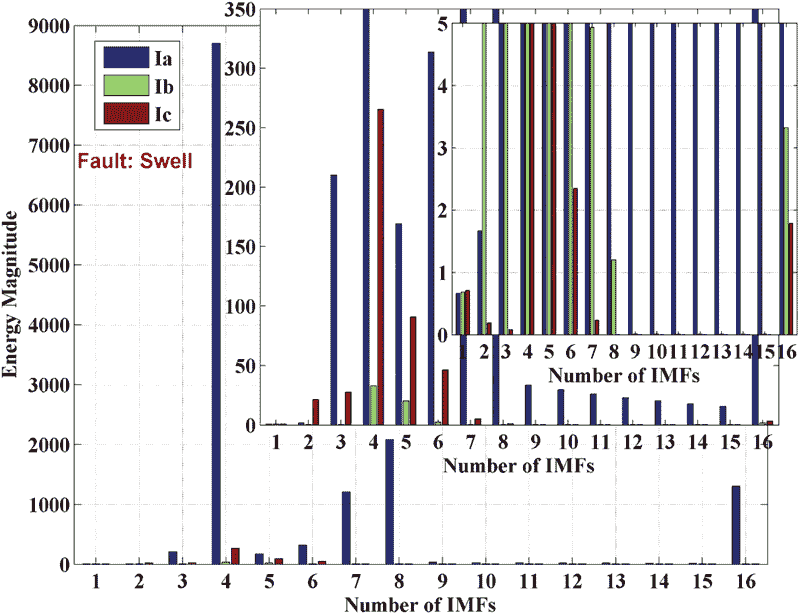 9000
8000
7000
6000
5000
4000
3000
2000
1000
0
Energy Magnitude
Ia
Ib
Ic
Fault: Swell
350
300
250
200
150
100
50
0
5
4
3
2
1
0
1 2 3 4 5 6 7 8 9 10 11 12 13 14 15 16
Number of IMFs
1 2 3 4 5 6 7 8 9 10 11 12 13 14 15 16
Number of IMFs
1 2 3 4 5 6 7 8 9 10 11 12 13 14 15 16
Number of IMFs